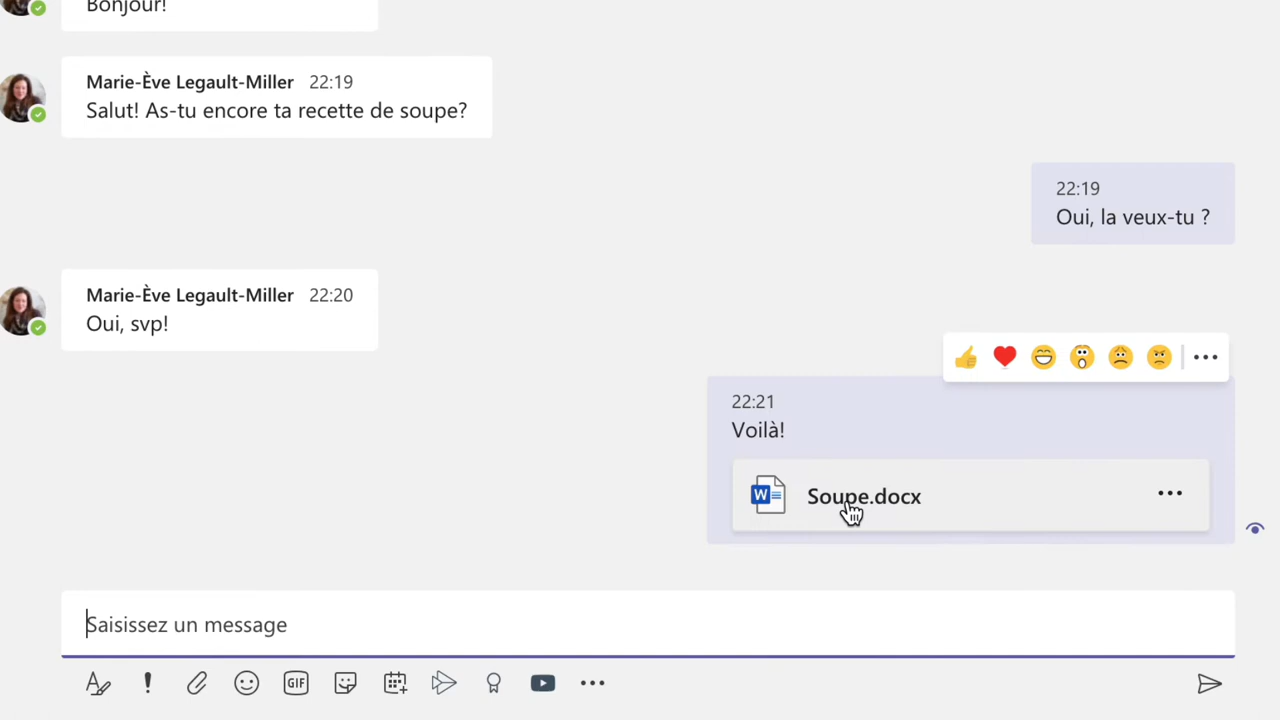 Bonjour!
Marie-Ève Legault-Miller 22:19
Salut! As-tu encore ta recette de soupe?
22:19
Oui, la veux-tu ?
Marie-Ève Legault-Miller 22:20
Oui, svp!
22:21
Voilà!
W Soupe.docx
Saisissez un message
GIF